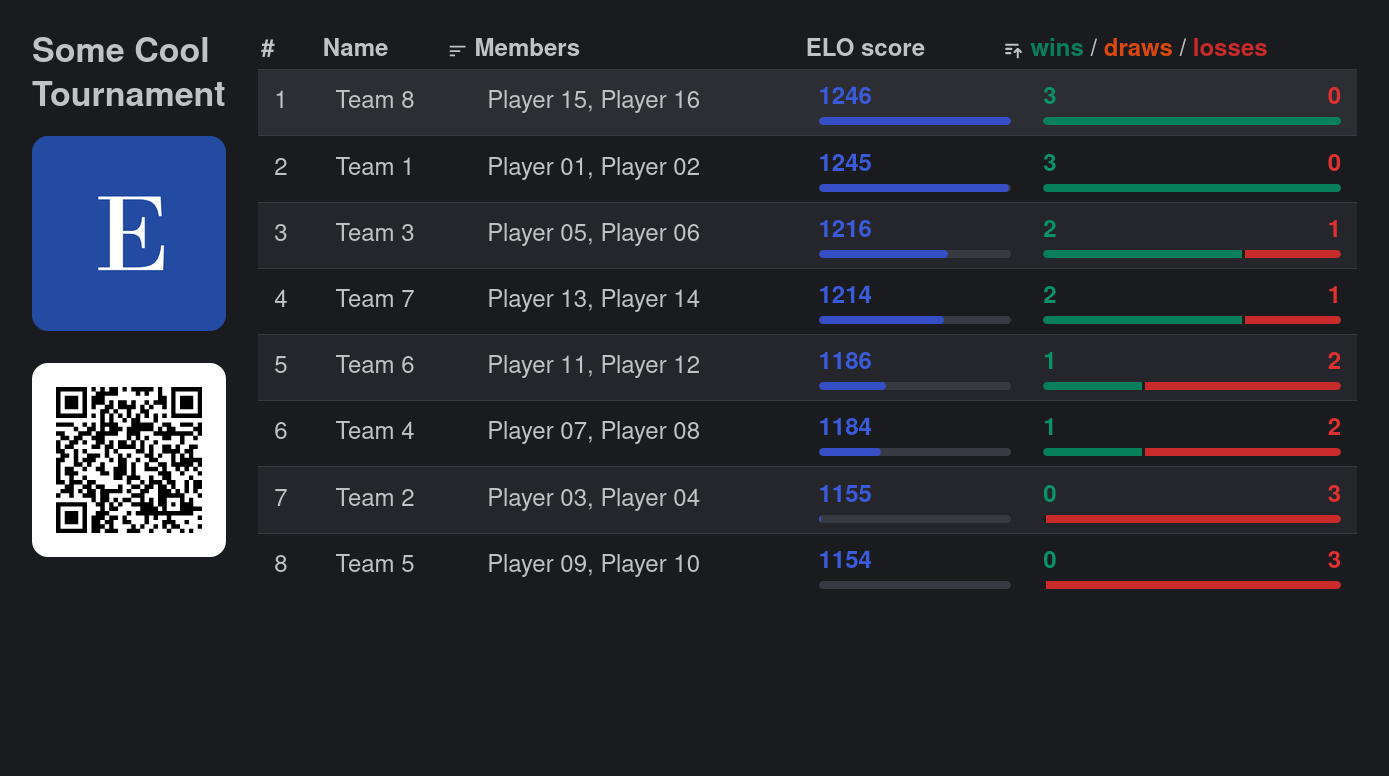 Some Cool
Tournament
E
# Name Members ELO score wins / draws / losses
1 Team 8 Player 15, Player 16 1246 3 0
2 Team 1 Player 01, Player 02 1245 3 0
3 Team 3 Player 05, Player 06 1216 2 1
4 Team 7 Player 13, Player 14 1214 2 1
5 Team 6 Player 11, Player 12 1186 1 2
6 Team 4 Player 07, Player 08 1184 1 2
7 Team 2 Player 03, Player 04 1155 0 3
8 Team 5 Player 09, Player 10 1154 0 3